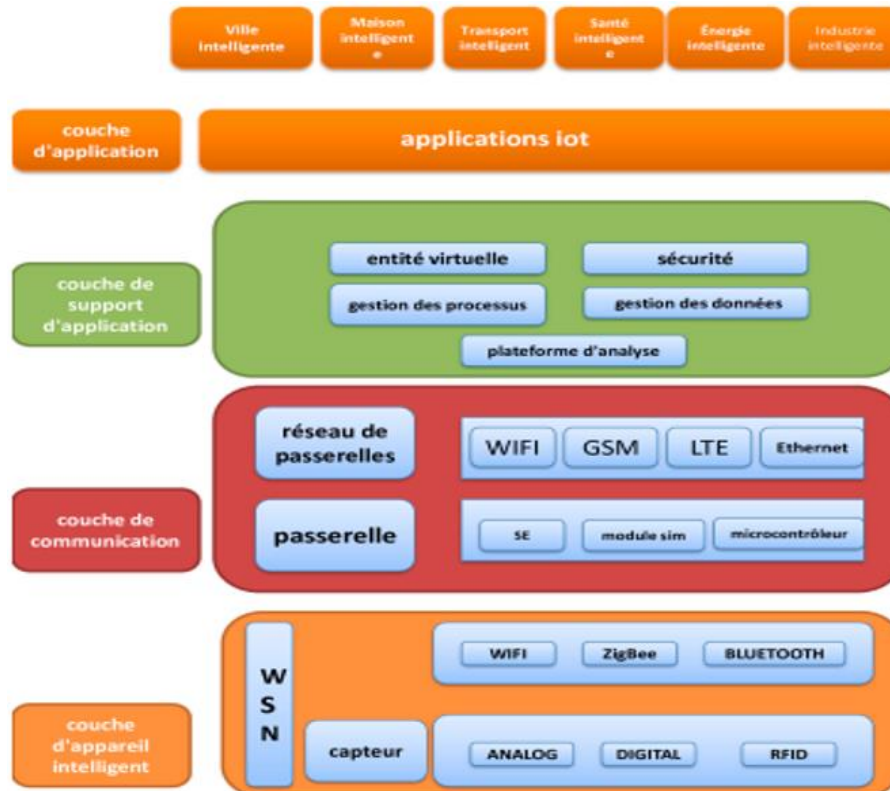 Ville
intelligente
Maison
intelligent
e
Transport
intelligent
Santé
intelligent
e
Énergie
intelligente
Industrie
intelligente
couche
d'application
applications iot
couche de
support
d'application
entité virtuelle
sécurité
gestion des processus
gestion des données
plateforme d'analyse
couche de
communication
réseau de
passerelles
WIFI
GSM
LTE
Ethernet
passerelle
SE
module sim
microcontrôleur
couche
d'appareil
intelligent
W
S
N
WIFI
ZigBee
BLUETOOTH
capteur
ANALOG
DIGITAL
RFID